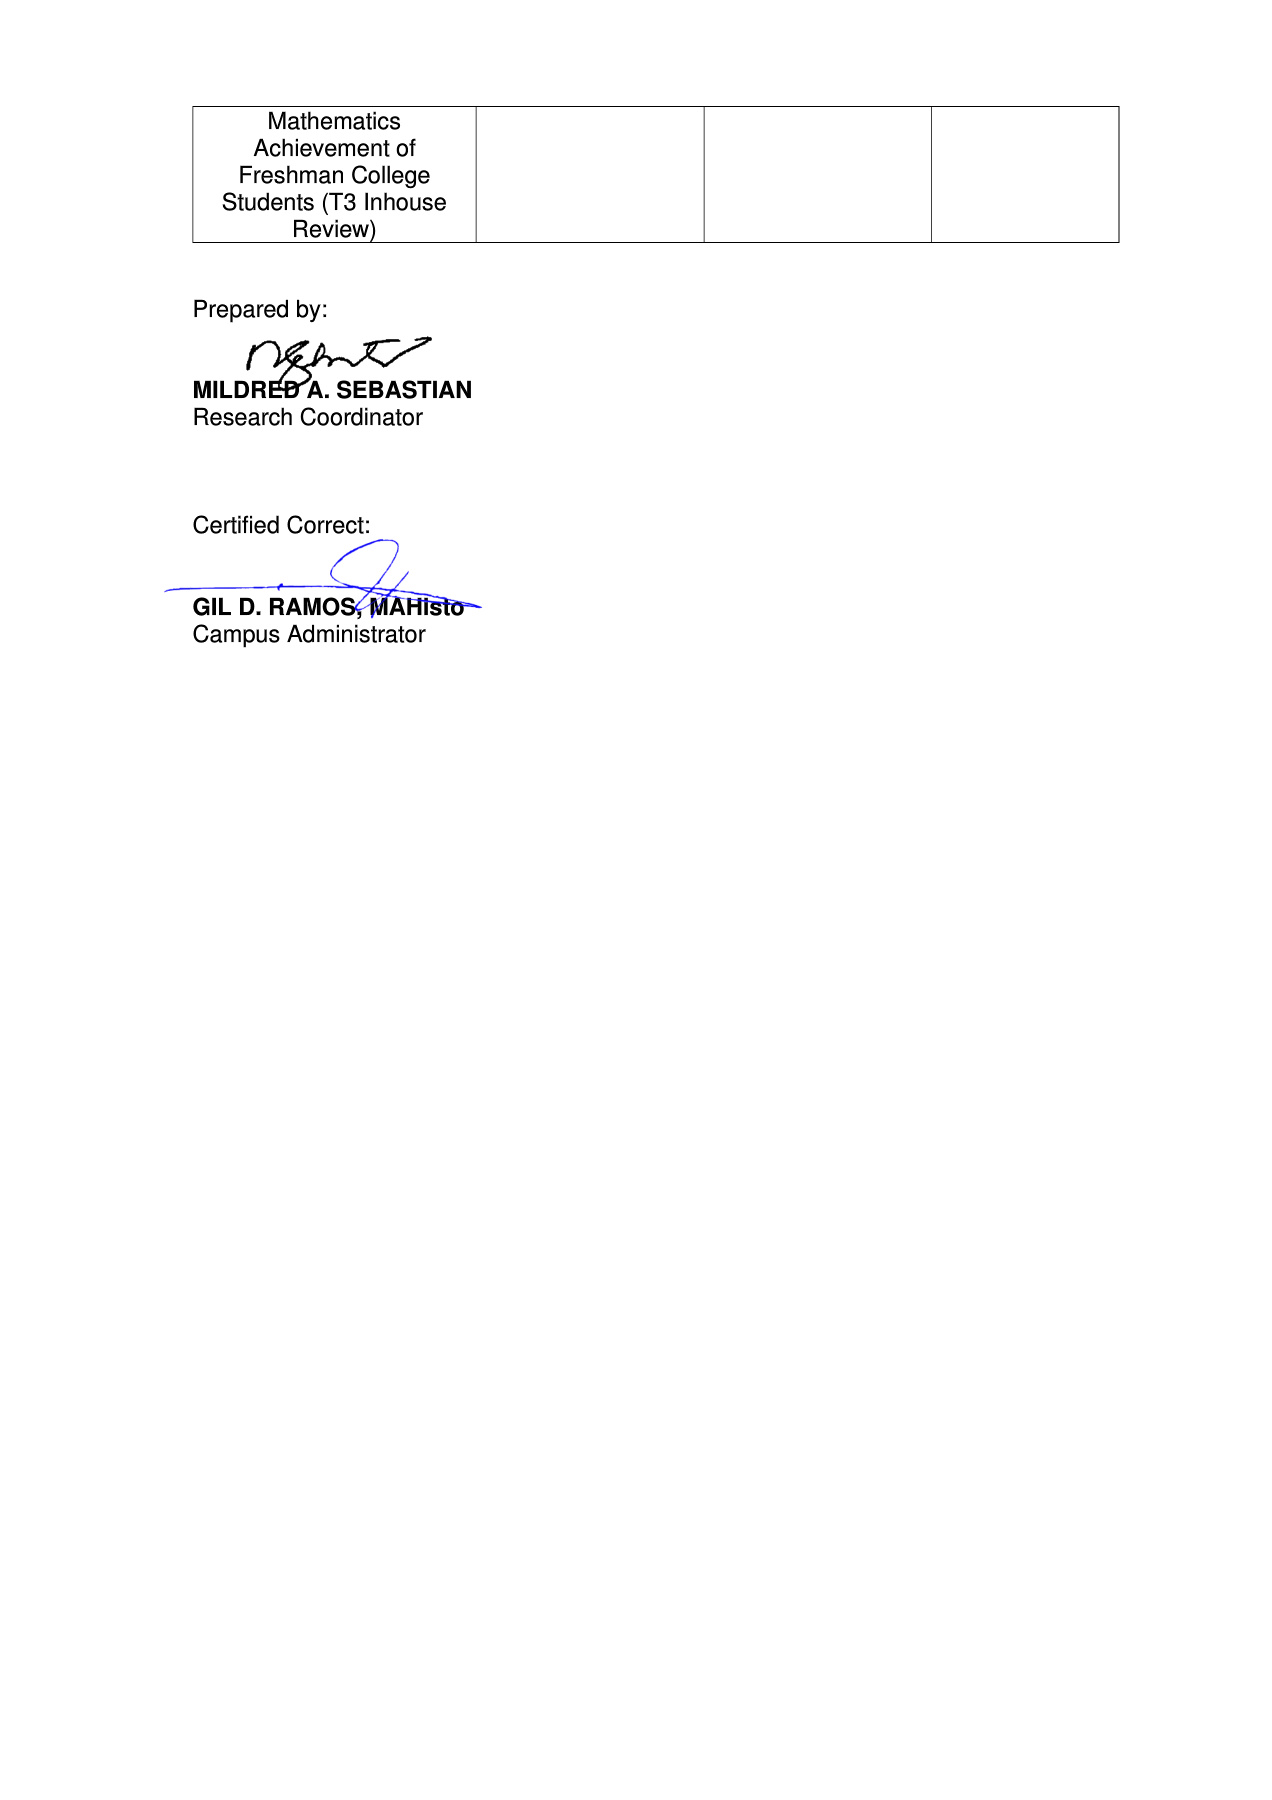 Mathematics
Achievement of
Freshman College
Students (T3 Inhouse
Review)
Prepared by:
MILDRED A. SEBASTIAN
Research Coordinator
Certified Correct:
GIL D. RAMOS, MAHisto
Campus Administrator